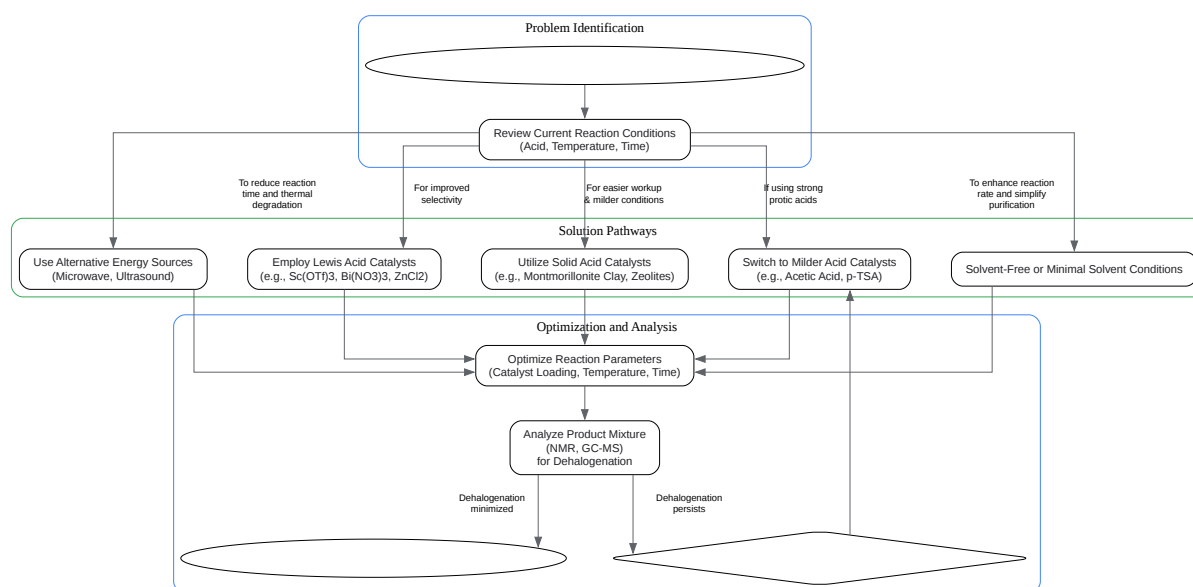 Problem Identification
Review Current Reaction Conditions
(Acid, Temperature, Time)
To reduce reaction
time and thermal
degradation
For improved
selectivity
For easier workup
& milder conditions
If using strong
protic acids
To enhance reaction
rate and simplify
purification
Solution Pathways
Use Alternative Energy Sources
(Microwave, Ultrasound)
Employ Lewis Acid Catalysts
(e.g., Sc(OTf)3, Bi(NO3)3, ZnCl2)
Utilize Solid Acid Catalysts
(e.g., Montmorillonite Clay, Zeolites)
Switch to Milder Acid Catalysts
(e.g., Acetic Acid, p-TSA)
Solvent-Free or Minimal Solvent Conditions
Optimization and Analysis
Optimize Reaction Parameters
(Catalyst Loading, Temperature, Time)
Analyze Product Mixture
(NMR, GC-MS)
for Dehalogenation
Dehalogenation
minimized
Dehalogenation
persists